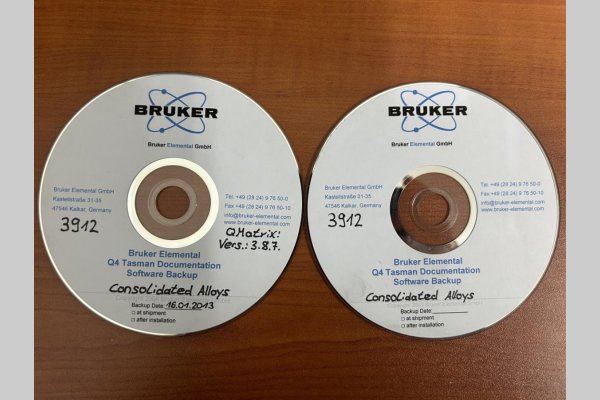 BRUKER
Bruker Elemental GmbH
Bruker Elemental GmbH
Kastellstraße 31-35
47546 Kalkar, Germany
Tel. +49 (28 24) 9 76 50-0
Fax +49 (28 24) 9 76 50-10
info@bruker-elemental.com
www.bruker-elemental.com
3912
QMatrix:
Vers.: 3.8.7.
Bruker Elemental
Q4 Tasman Documentation
Software Backup
Consolidated Alloys
Backup Date: 16.01.2013
at shipment
after installation
BRUKER
Bruker Elemental GmbH
Bruker Elemental GmbH
Kastellstraße 31-35
47546 Kalkar, Germany
Tel. +49 (28 24) 9 76 50-0
Fax +49 (28 24) 9 76 50-10
info@bruker-elemental.com
www.bruker-elemental.com
3912
Bruker Elemental
Q4 Tasman Documentation
Software Backup
Consolidated Alloys
Backup Date:
at shipment
after installation